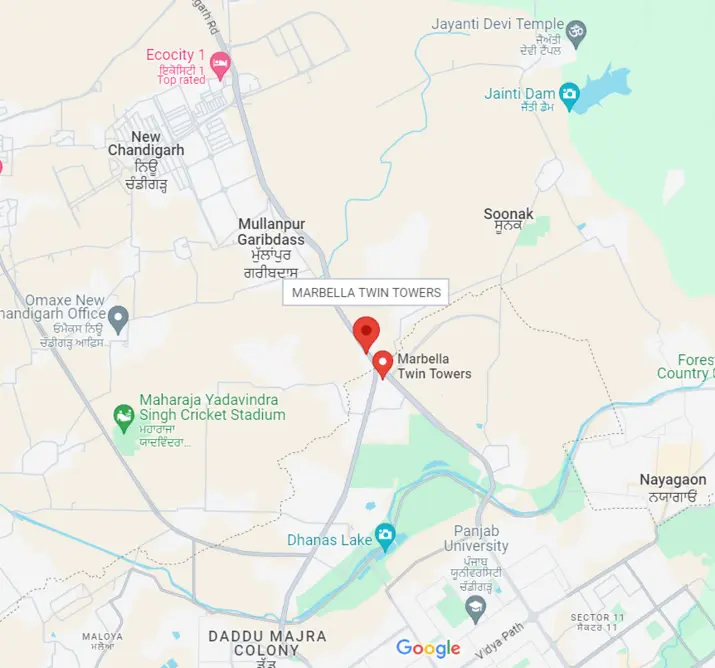 garh Rd
Jayanti Devi Temple
ਜੈਅੰਤੀ
ਦੇਵੀ ਟੈਂਪਲ
Ecocity 1
ਇਕੋਸਿਟੀ 1
Top rated
Jainti Dam
ਜੈਂਤੀ ਡੈਮ
New
Chandigarh
ਨਿਊ
ਚੰਡੀਗੜ੍ਹ
Soonak
ਸੂਨਕ
Mullanpur
Garibdass
ਮੁੱਲਾਂਪੁਰ
ਗਰੀਬਦਾਸ
MARBELLA TWIN TOWERS
Omaxe New
handigarh Office
ਓਮੈਕਸ ਨਿਊ
ਚੰਡੀਗੜ੍ਹ ਆਫਿਸ
Marbella
Twin Towers
Fores
Country C
Maharaja Yadavindra
Singh Cricket Stadium
ਮਹਾਰਾਜਾ
ਯਾਦਵਿੰਦਰਾ...
Nayagaon
ਨਯਾਗਾਓਂ
Dhanas Lake
Panjab
University
ਪੰਜਾਬ
ਯੂਨੀਵਰਸਿਟੀ
ਚੰਡੀਗੜ੍ਹ
SECTOR 11
ਸੈਕਟਰ 11
MALOYA
ਮਲੋਆ
DADDU MAJRA
COLONY
Vidya Path
Google